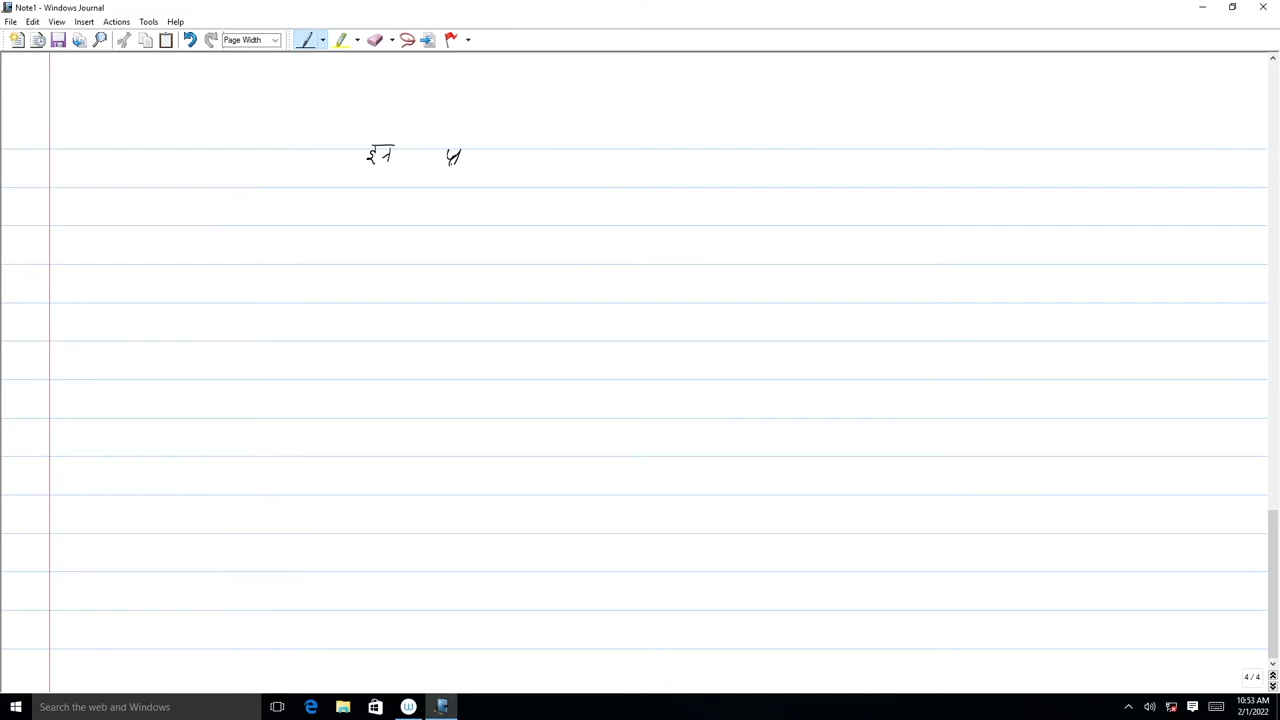 Note1 - Windows Journal
File Edit View Insert Actions Tools Help
Page Width
इन
4 / 4
Search the web and Windows
10:53 AM
2/1/2022